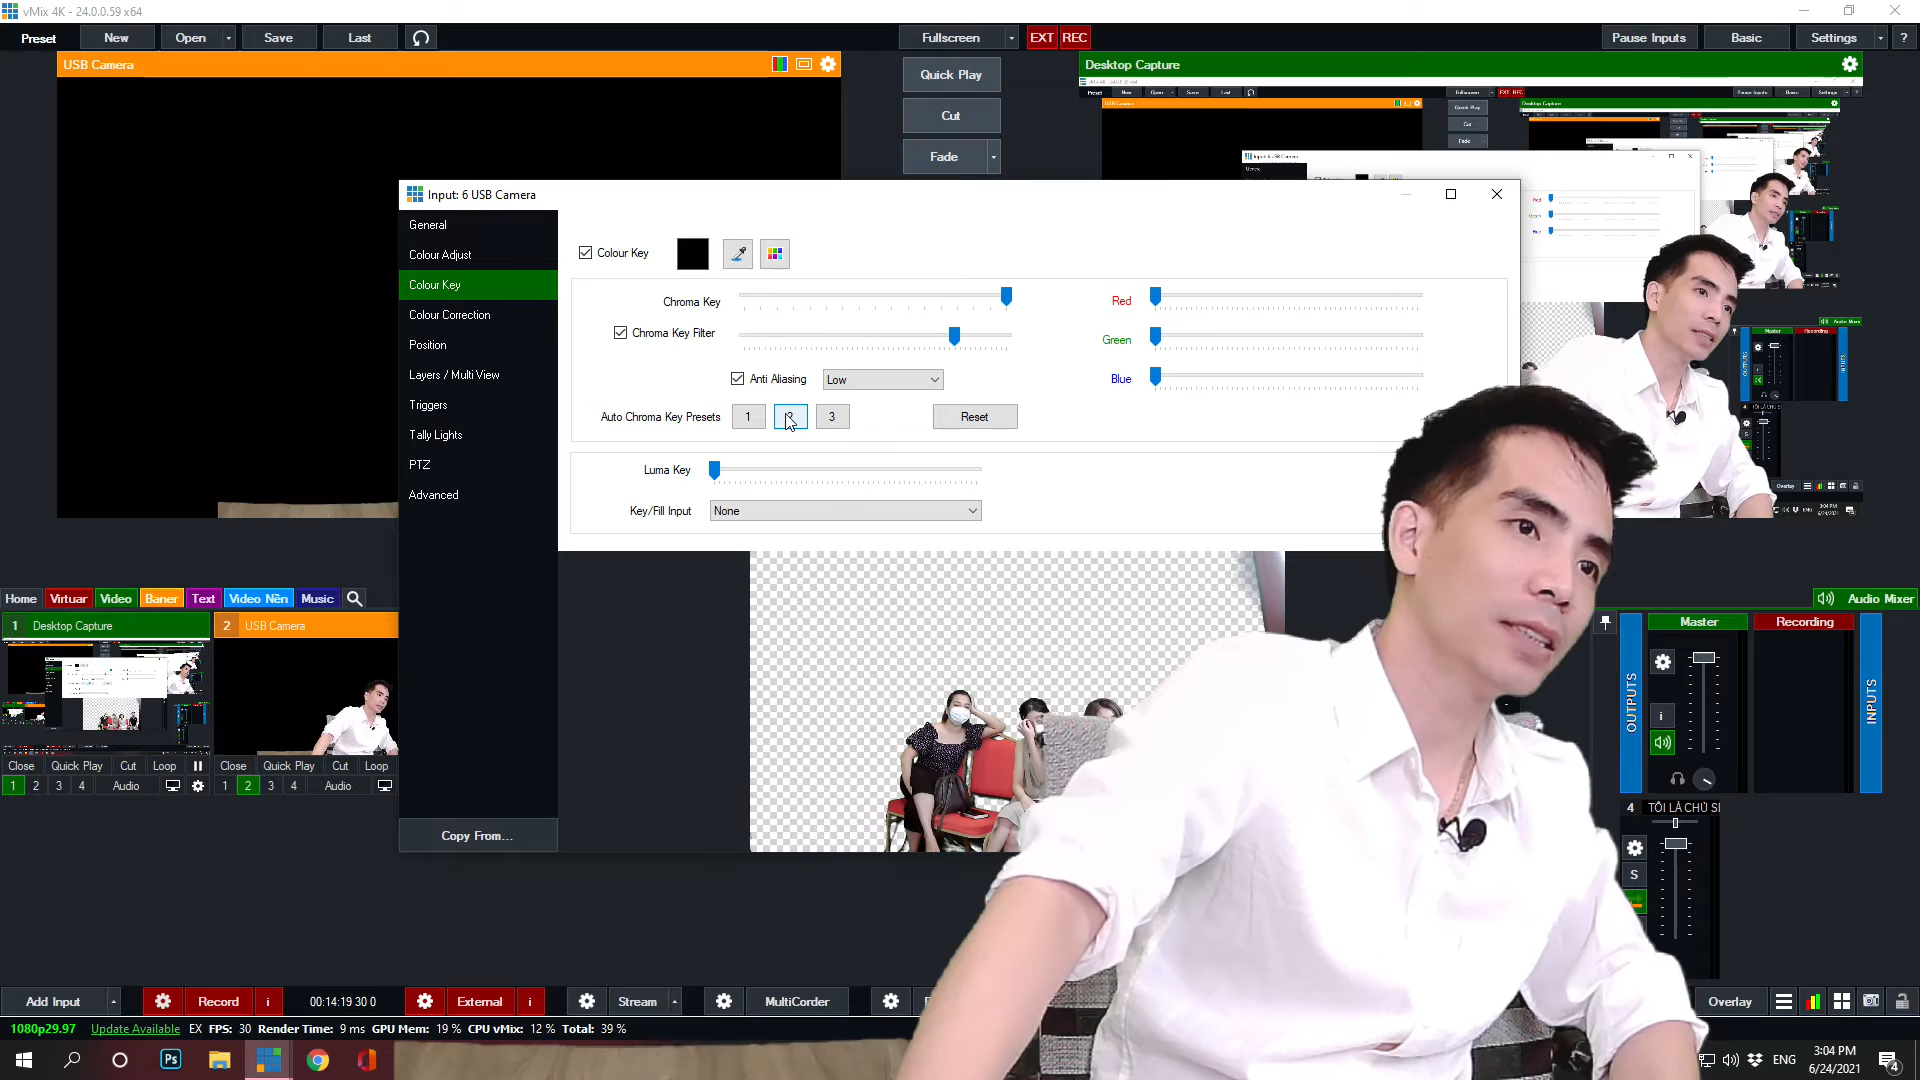 vMix 4K - 24.0.0.59 x64
Preset
New
Open
Save
Last
Fullscreen
EXT
REC
Pause Inputs
Basic
Settings
?
USB Camera
Quick Play
Cut
Fade
Desktop Capture
Input: 6 USB Camera
General
Colour Adjust
Colour Key
Colour Correction
Position
Layers / Multi View
Triggers
Tally Lights
PTZ
Advanced
Copy From...
Colour Key
Chroma Key
Chroma Key Filter
Anti Aliasing
Low
Auto Chroma Key Presets
1
2
3
Reset
Red
Green
Blue
Luma Key
Key/Fill Input
None
Home
Virtuar
Video
Baner
Text
Video Nền
Music
1 Desktop Capture
2 USB Camera
Close Quick Play Cut Loop
1 2 3 4 Audio
Close Quick Play Cut Loop
1 2 3 4 Audio
Audio Mixer
Master
Recording
OUTPUTS
INPUTS
4 TÔI LÀ CHỦ SI
S
Add Input
Record
i
00:14:19 30 0
External
i
Stream
MultiCorder
Overlay
1080p29.97 Update Available EX FPS: 30 Render Time: 9 ms GPU Mem: 19 % CPU vMix: 12 % Total: 39 %
Ps
ENG
3:04 PM
6/24/2021
4